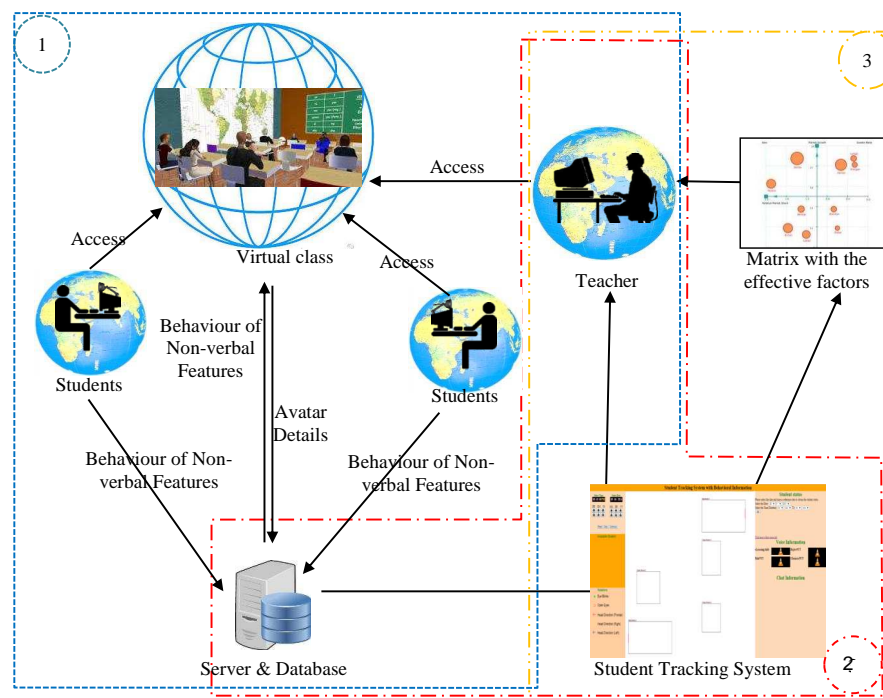 1
3
Access
Access
Virtual class
Access
Teacher
Matrix with the
effective factors
Behaviour of
Non-verbal
Features
Students
Students
Avatar
Details
Behaviour of Non-
verbal Features
Behaviour of Non-
verbal Features
Student Tracking System with Behavioral Information
Student status
Voice Information
Chat Information
Server & Database
Student Tracking System
2